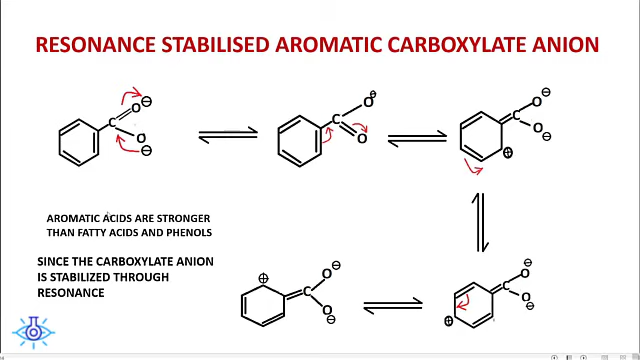 RESONANCE STABILISED AROMATIC CARBOXYLATE ANION
C O ⊖
O
⊖
C O ⊖
O
C O ⊖
O ⊖
⊕
AROMATIC ACIDS ARE STRONGER
THAN FATTY ACIDS AND PHENOLS
SINCE THE CARBOXYLATE ANION
IS STABILIZED THROUGH
RESONANCE
⊕
C O ⊖
O
⊖
C O ⊖
O ⊖
⊕